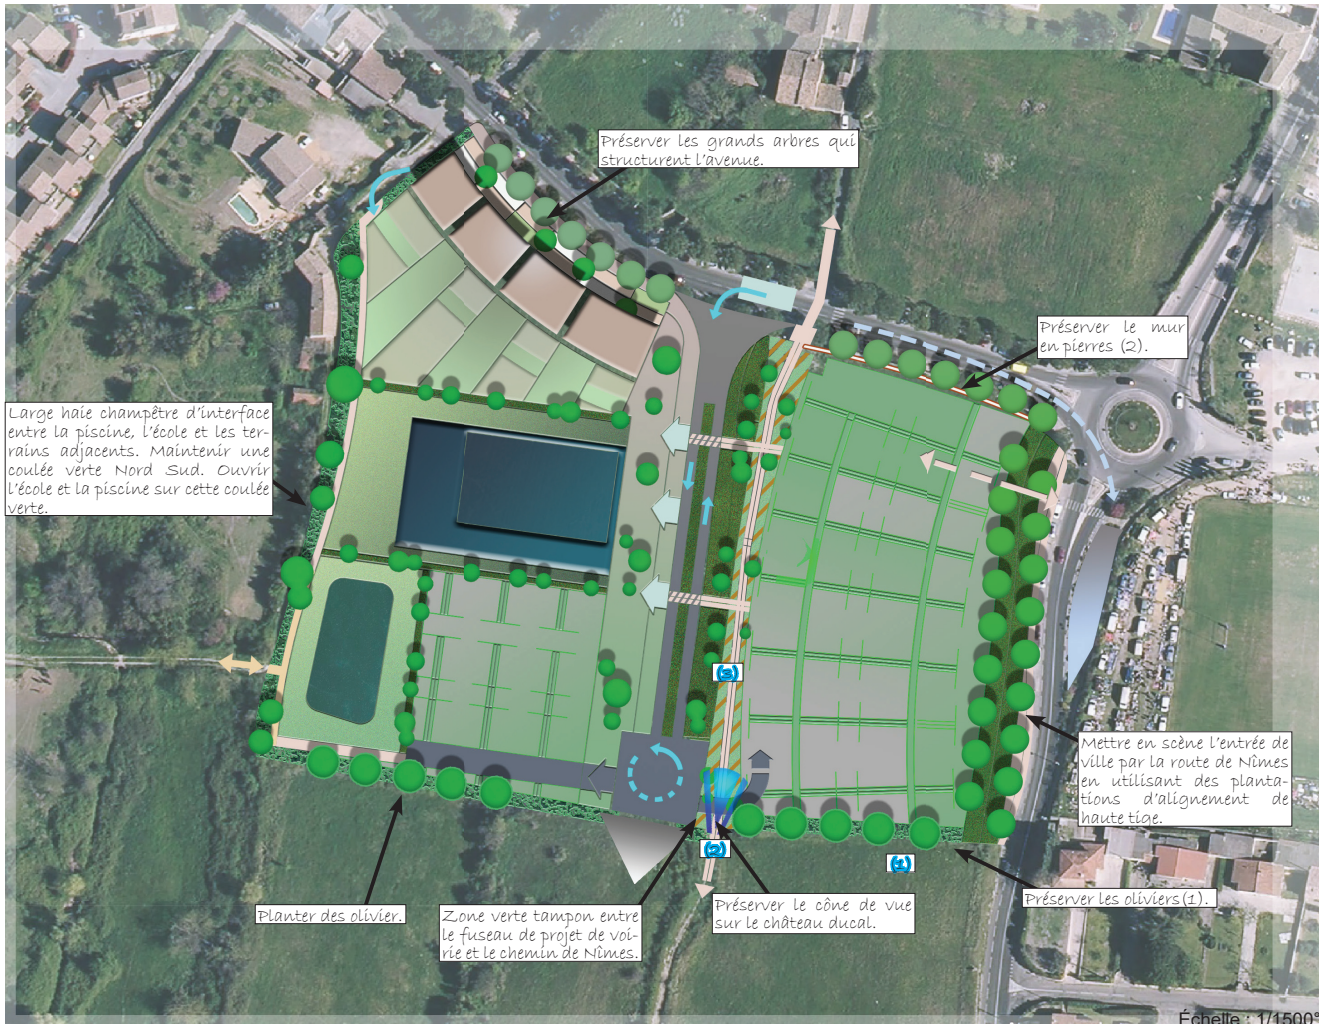 Préserver les grands arbres qui
structurent l'avenue.
Préserver le mur
en pierres (2).
Large haie champêtre d'interface
entre la piscine, l'école et les ter-
rains adjacents. Maintenir une
coulée verte Nord Sud. Ouvrir
l'école et la piscine sur cette coulée
verte.
(3)
Mettre en scène l'entrée de
ville par la route de Nîmes
en utilisant des planta-
tions d'alignement de
haute tige.
(2)
(1)
Préserver les oliviers(1).
Planter des olivier.
Zone verte tampon entre
le fuseau de projet de voi-
rie et le chemin de Nîmes.
Préserver le cône de vue
sur le château ducal.
Échelle : 1/1500°